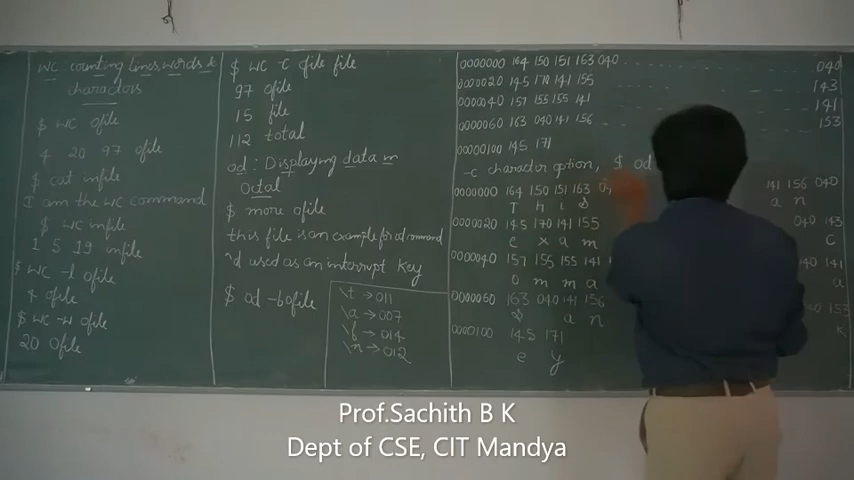 wc counting lines, words &
charactors
$ wc ofile
4 20 97 ofile
$ cat infile
I am the wc command
$ wc infile
1 5 19 infile
$ wc -l ofile
4 ofile
$ wc -w ofile
20 ofile
$ wc -c ofile file
97 ofile
15 file
112 total
od: Displaying data in
Octal
$ more ofile
this file is an example for od command
^d used as an interrupt key
$ od -b ofile
\t → 011
\a → 007
\f → 014
\n → 012
0000000 164 150 151 163 040 040
0000020 145 170 141 155 143
0000040 157 155 155 141 141
0000060 163 040 141 156 153
0000100 145 171
-c charactor option, $ od
0000000 164 150 151 163 141 156 040
T h i s a n
0000020 145 170 141 155 040 143
e x a m c
0000040 157 155 155 141 040 141
o m m a a
0000060 163 040 141 156 040 153
s a n k
0000100 145 171
e y
Prof.Sachith B K
Dept of CSE, CIT Mandya